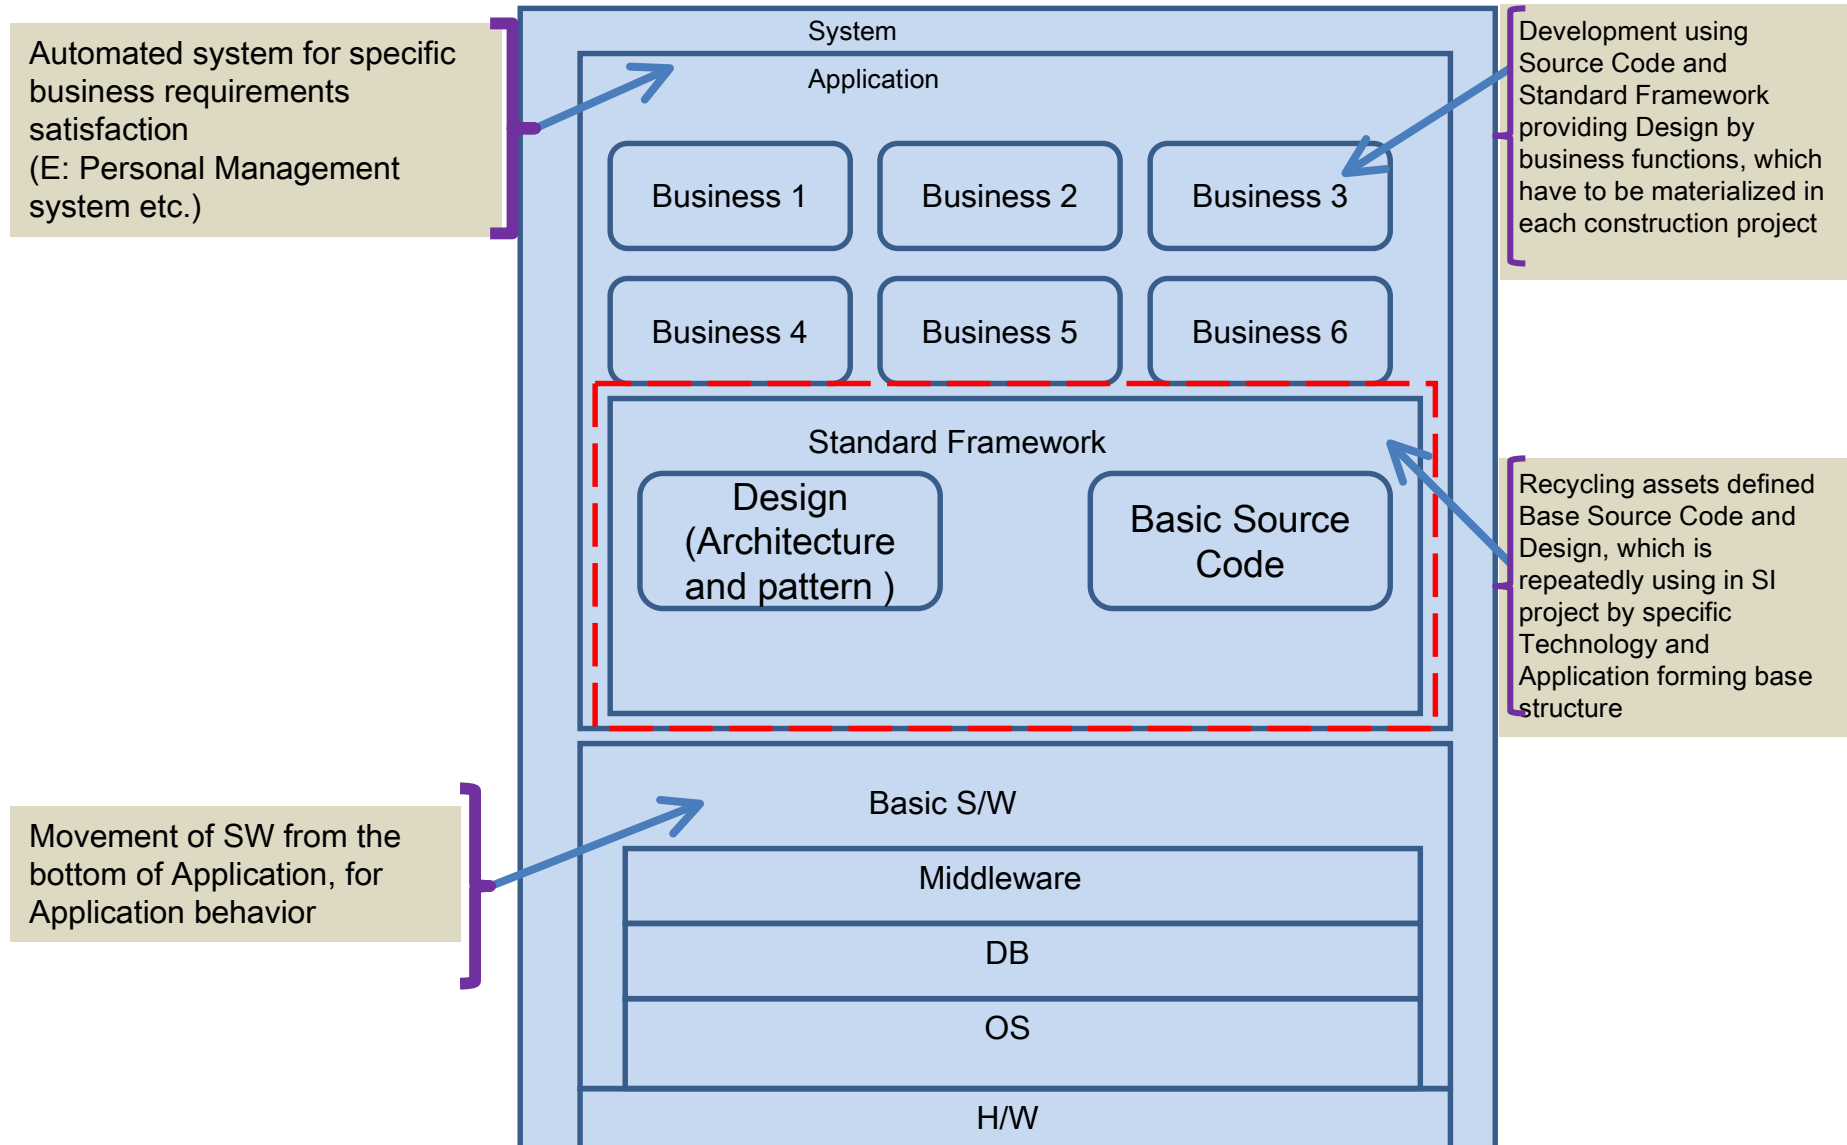 Automated system for specific
business requirements
satisfaction
(E: Personal Management
system etc.)
System
Application
Business 1
Business 2
Business 3
Business 4
Business 5
Business 6
Development using
Source Code and
Standard Framework
providing Design by
business functions, which
have to be materialized in
each construction project
Standard Framework
Design
(Architecture
and pattern )
Basic Source
Code
Recycling assets defined
Base Source Code and
Design, which is
repeatedly using in SI
project by specific
Technology and
Application forming base
structure
Movement of SW from the
bottom of Application, for
Application behavior
Basic S/W
Middleware
DB
OS
H/W